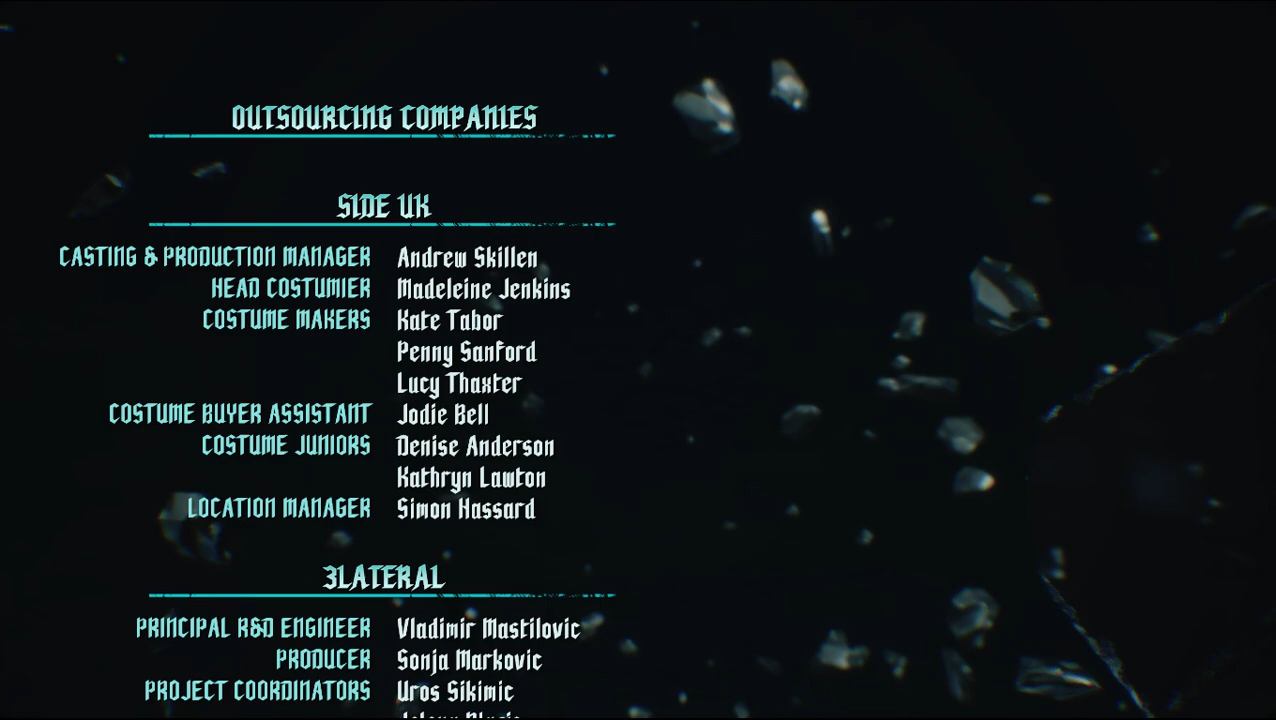 OUTSOURCING COMPANIES
SIDE UK
CASTING & PRODUCTION MANAGER Andrew Skillen
HEAD COSTUMIER Madeleine Jenkins
COSTUME MAKERS Kate Tabor
Penny Sanford
Lucy Thaxter
COSTUME BUYER ASSISTANT Jodie Bell
COSTUME JUNIORS Denise Anderson
Kathryn Lawton
LOCATION MANAGER Simon Hassard
3LATERAL
PRINCIPAL R&D ENGINEER Vladimir Mastilovic
PRODUCER Sonja Markovic
PROJECT COORDINATORS Uros Sikimic